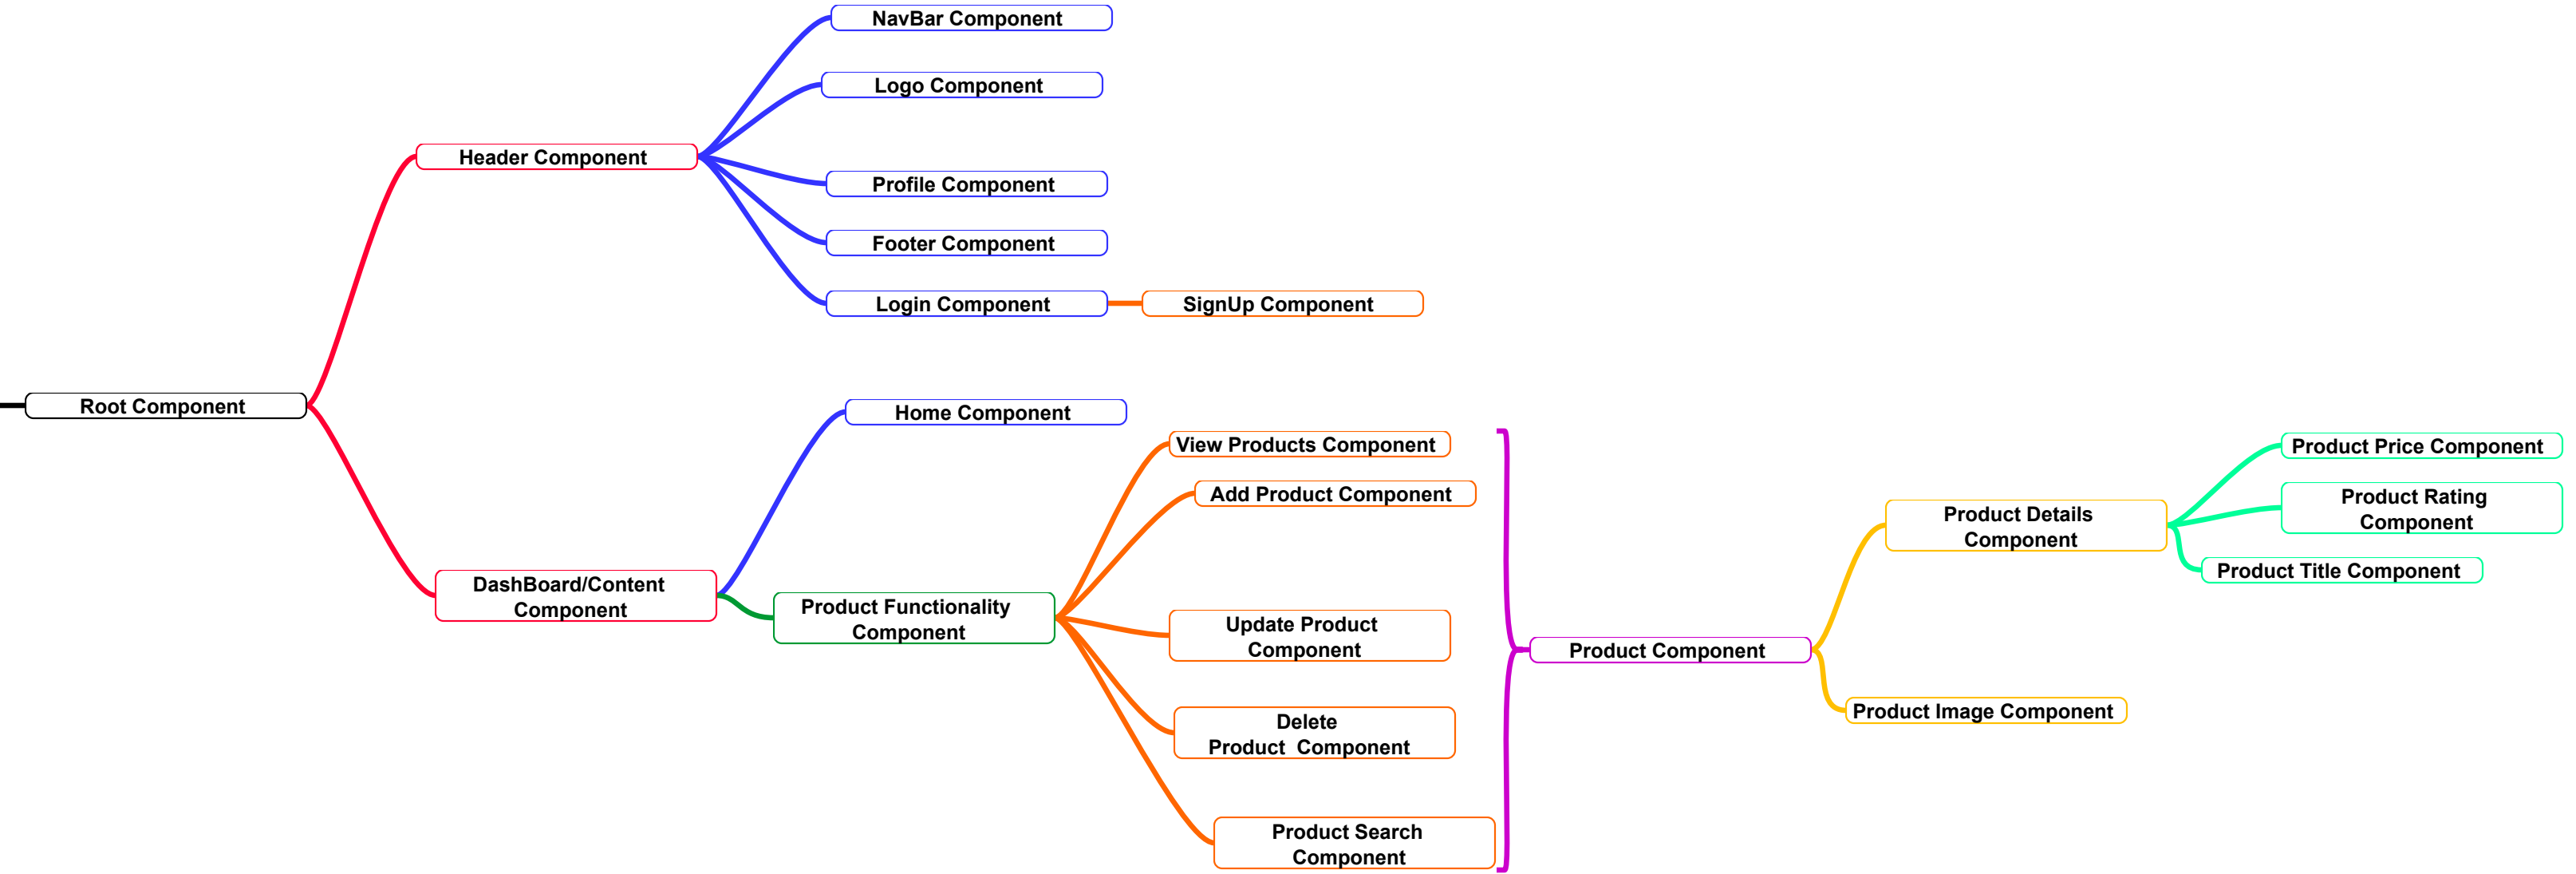 NavBar Component
Logo Component
Header Component
Profile Component
Footer Component
Login Component
SignUp Component
Root Component
Home Component
View Products Component
Add Product Component
DashBoard/Content
Component
Product Functionality
Component
Update Product
Component
Delete
Product  Component
Product Search
Component
Product Component
Product Details
Component
Product Image Component
Product Price Component
Product Rating
Component
Product Title Component